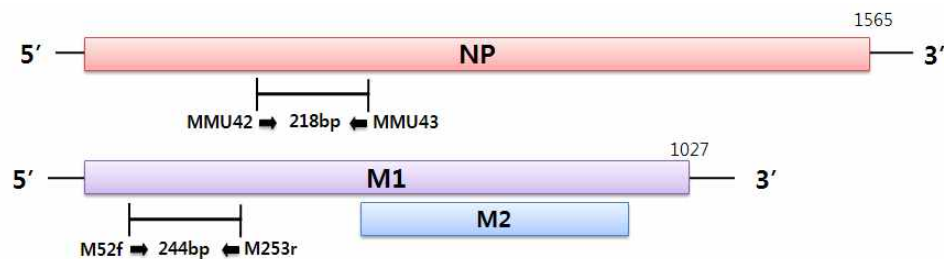 1565
5′ NP 3′
MMU42 218bp MMU43
1027
5′ M1 3′
M2
M52f 244bp M253r